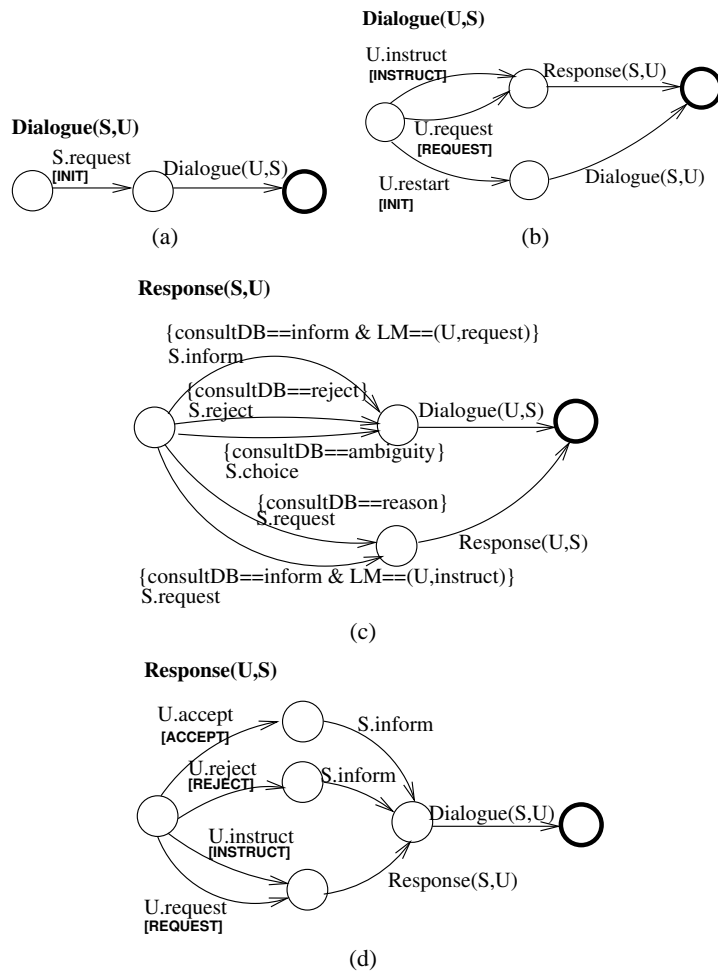 Dialogue(S,U)
S.request
[INIT]
Dialogue(U,S)
(a)
Dialogue(U,S)
U.instruct
[INSTRUCT]
Response(S,U)
U.request
[REQUEST]
U.restart
[INIT]
Dialogue(S,U)
(b)
Response(S,U)
{consultDB==inform & LM==(U,request)}
S.inform
{consultDB==reject}
S.reject
Dialogue(U,S)
{consultDB==ambiguity}
S.choice
{consultDB==reason}
S.request
Response(U,S)
{consultDB==inform & LM==(U,instruct)}
S.request
(c)
Response(U,S)
U.accept
[ACCEPT]
S.inform
U.reject
[REJECT]
S.inform
Dialogue(S,U)
U.instruct
[INSTRUCT]
Response(S,U)
U.request
[REQUEST]
(d)